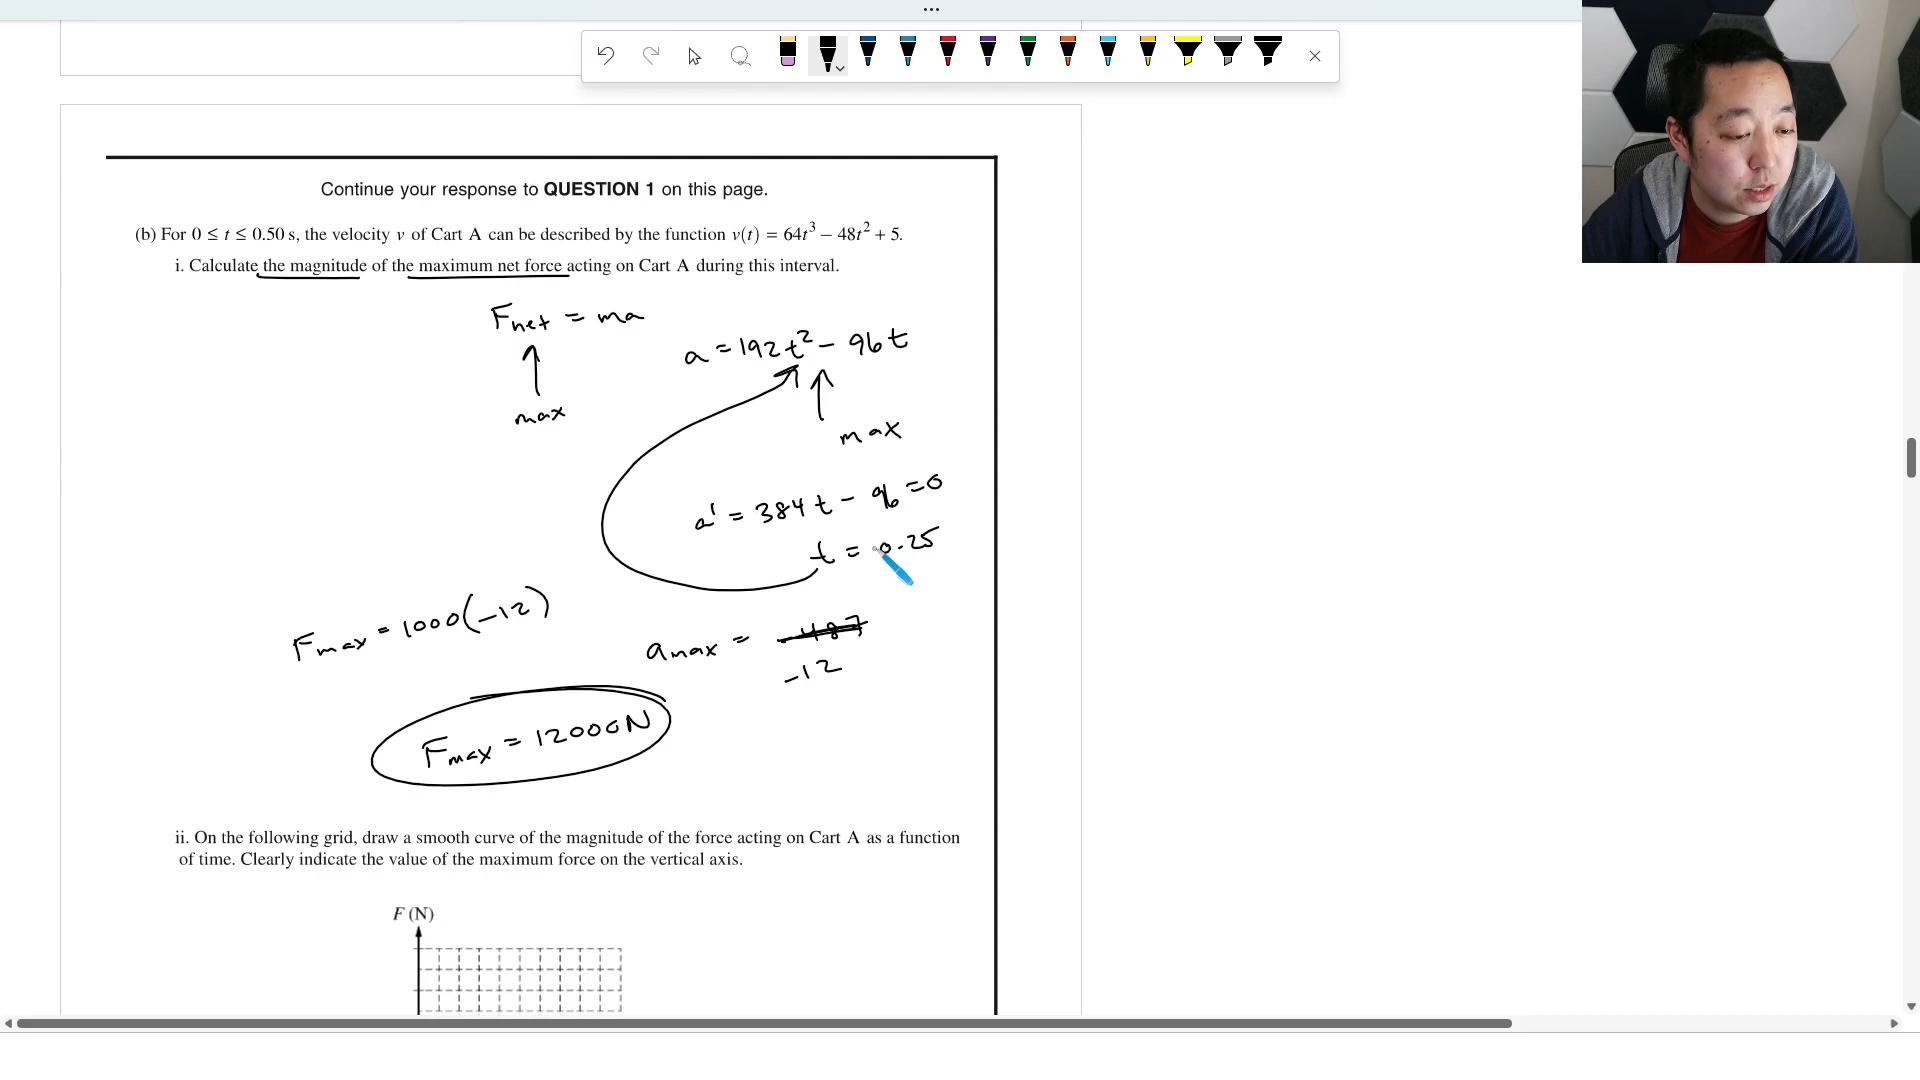 Continue your response to QUESTION 1 on this page.
(b) For 0 ≤ t ≤ 0.50 s, the velocity v of Cart A can be described by the function v(t) = 64t³ − 48t² + 5.
i. Calculate the magnitude of the maximum net force acting on Cart A during this interval.
Fnet = ma
max
a = 192t² − 96t
max
a' = 384t − 96 = 0
t = 0.25
Fmax = 1000(−12)
amax =
−12
Fmax = 12000N
ii. On the following grid, draw a smooth curve of the magnitude of the force acting on Cart A as a function
of time. Clearly indicate the value of the maximum force on the vertical axis.
F (N)